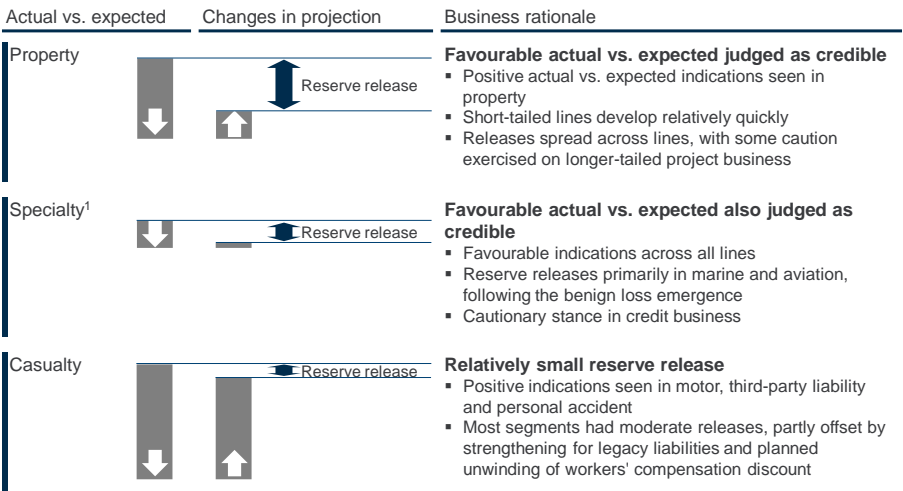 Actual vs. expected
Changes in projection
Business rationale
Property
Reserve release
Favourable actual vs. expected judged as credible
▪ Positive actual vs. expected indications seen in
property
▪ Short-tailed lines develop relatively quickly
▪ Releases spread across lines, with some caution
exercised on longer-tailed project business
Specialty¹
Reserve release
Favourable actual vs. expected also judged as
credible
▪ Favourable indications across all lines
▪ Reserve releases primarily in marine and aviation,
following the benign loss emergence
▪ Cautionary stance in credit business
Casualty
Reserve release
Relatively small reserve release
▪ Positive indications seen in motor, third-party liability
and personal accident
▪ Most segments had moderate releases, partly offset by
strengthening for legacy liabilities and planned
unwinding of workers' compensation discount